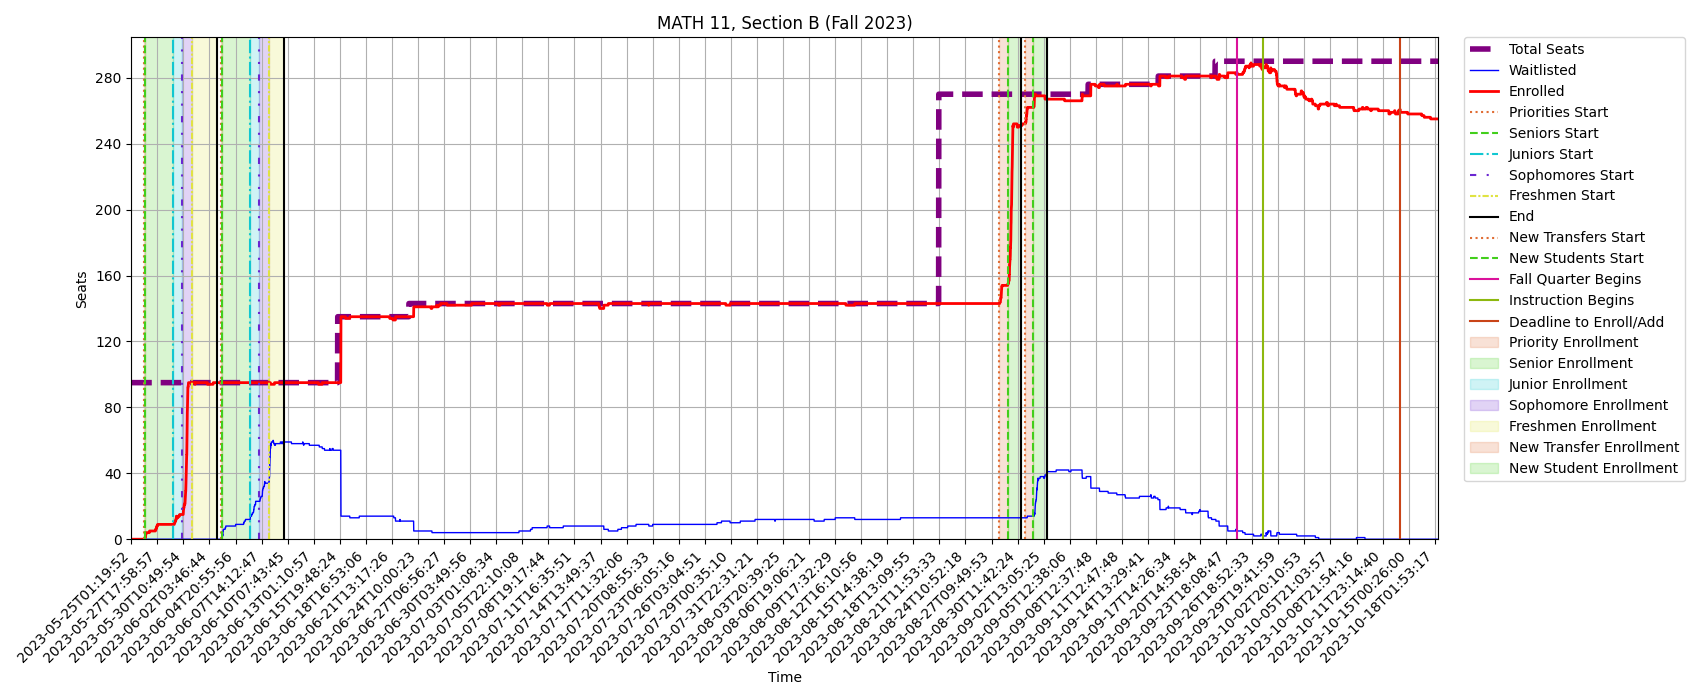 MATH 11, Section B (Fall 2023)
Seats
280
240
200
160
120
80
40
0
2023-05-25T01:19:52
2023-05-27T17:58:57
2023-05-30T10:49:54
2023-06-02T03:46:44
2023-06-04T20:55:56
2023-06-07T14:12:47
2023-06-10T07:43:45
2023-06-13T01:10:57
2023-06-15T19:48:24
2023-06-18T16:53:06
2023-06-21T13:17:26
2023-06-24T10:00:23
2023-06-27T06:56:27
2023-06-30T03:49:56
2023-07-03T01:08:34
2023-07-05T22:10:08
2023-07-08T19:17:44
2023-07-11T16:35:51
2023-07-14T13:49:37
2023-07-17T11:32:06
2023-07-20T08:55:33
2023-07-23T06:05:16
2023-07-26T03:04:51
2023-07-29T00:35:10
2023-07-31T22:31:21
2023-08-03T20:39:25
2023-08-06T19:06:21
2023-08-09T17:32:29
2023-08-12T16:10:56
2023-08-15T14:38:19
2023-08-18T13:09:55
2023-08-21T11:53:33
2023-08-24T10:52:18
2023-08-27T09:49:53
2023-08-30T11:42:24
2023-09-02T13:05:23
2023-09-05T12:38:06
2023-09-08T12:37:48
2023-09-11T12:47:48
2023-09-14T13:29:41
2023-09-17T14:26:34
2023-09-20T14:58:54
2023-09-23T18:08:47
2023-09-26T18:52:33
2023-09-29T19:41:59
2023-10-02T20:10:53
2023-10-05T21:03:57
2023-10-08T21:54:16
2023-10-11T23:14:40
2023-10-15T00:26:00
2023-10-18T01:53:17
Time
Total Seats
Waitlisted
Enrolled
Priorities Start
Seniors Start
Juniors Start
Sophomores Start
Freshmen Start
End
New Transfers Start
New Students Start
Fall Quarter Begins
Instruction Begins
Deadline to Enroll/Add
Priority Enrollment
Senior Enrollment
Junior Enrollment
Sophomore Enrollment
Freshmen Enrollment
New Transfer Enrollment
New Student Enrollment